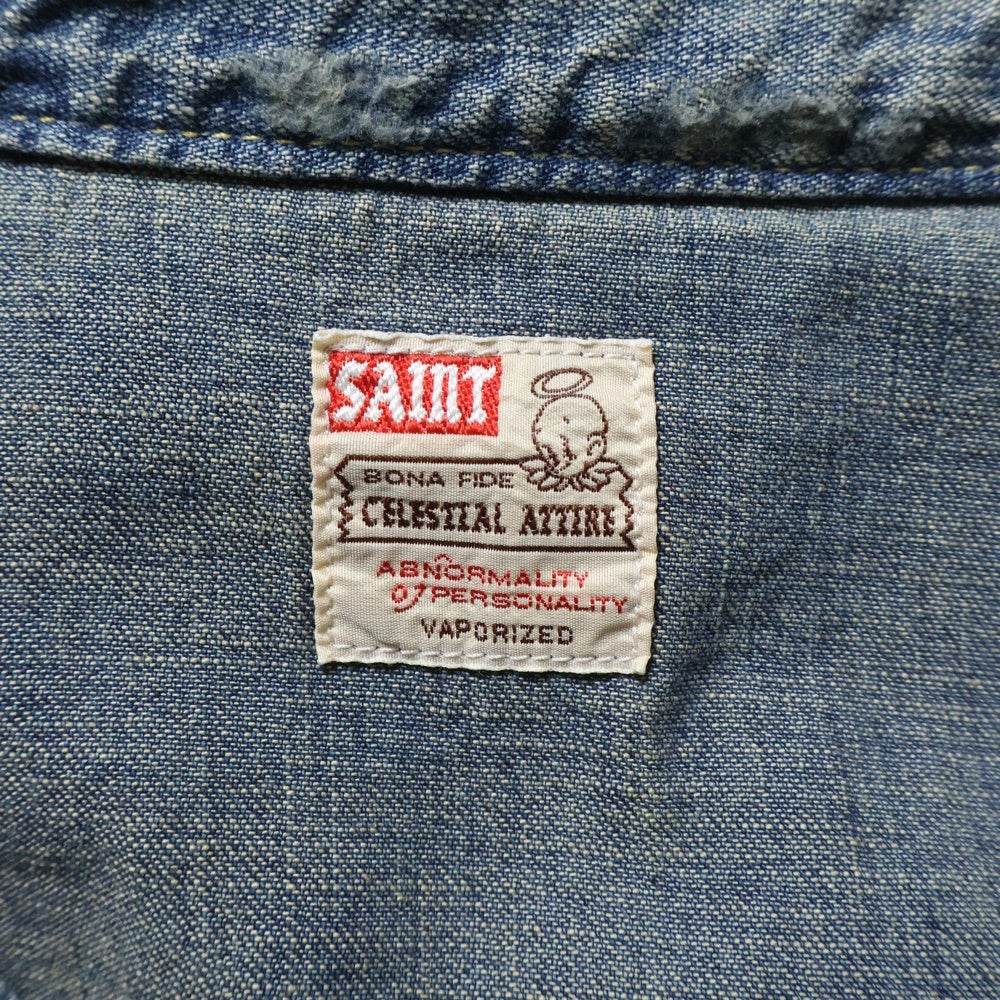 SAINT
BONA FIDE
CELESTIAL ATTIRE
ABNORMALITY
of PERSONALITY
VAPORIZED